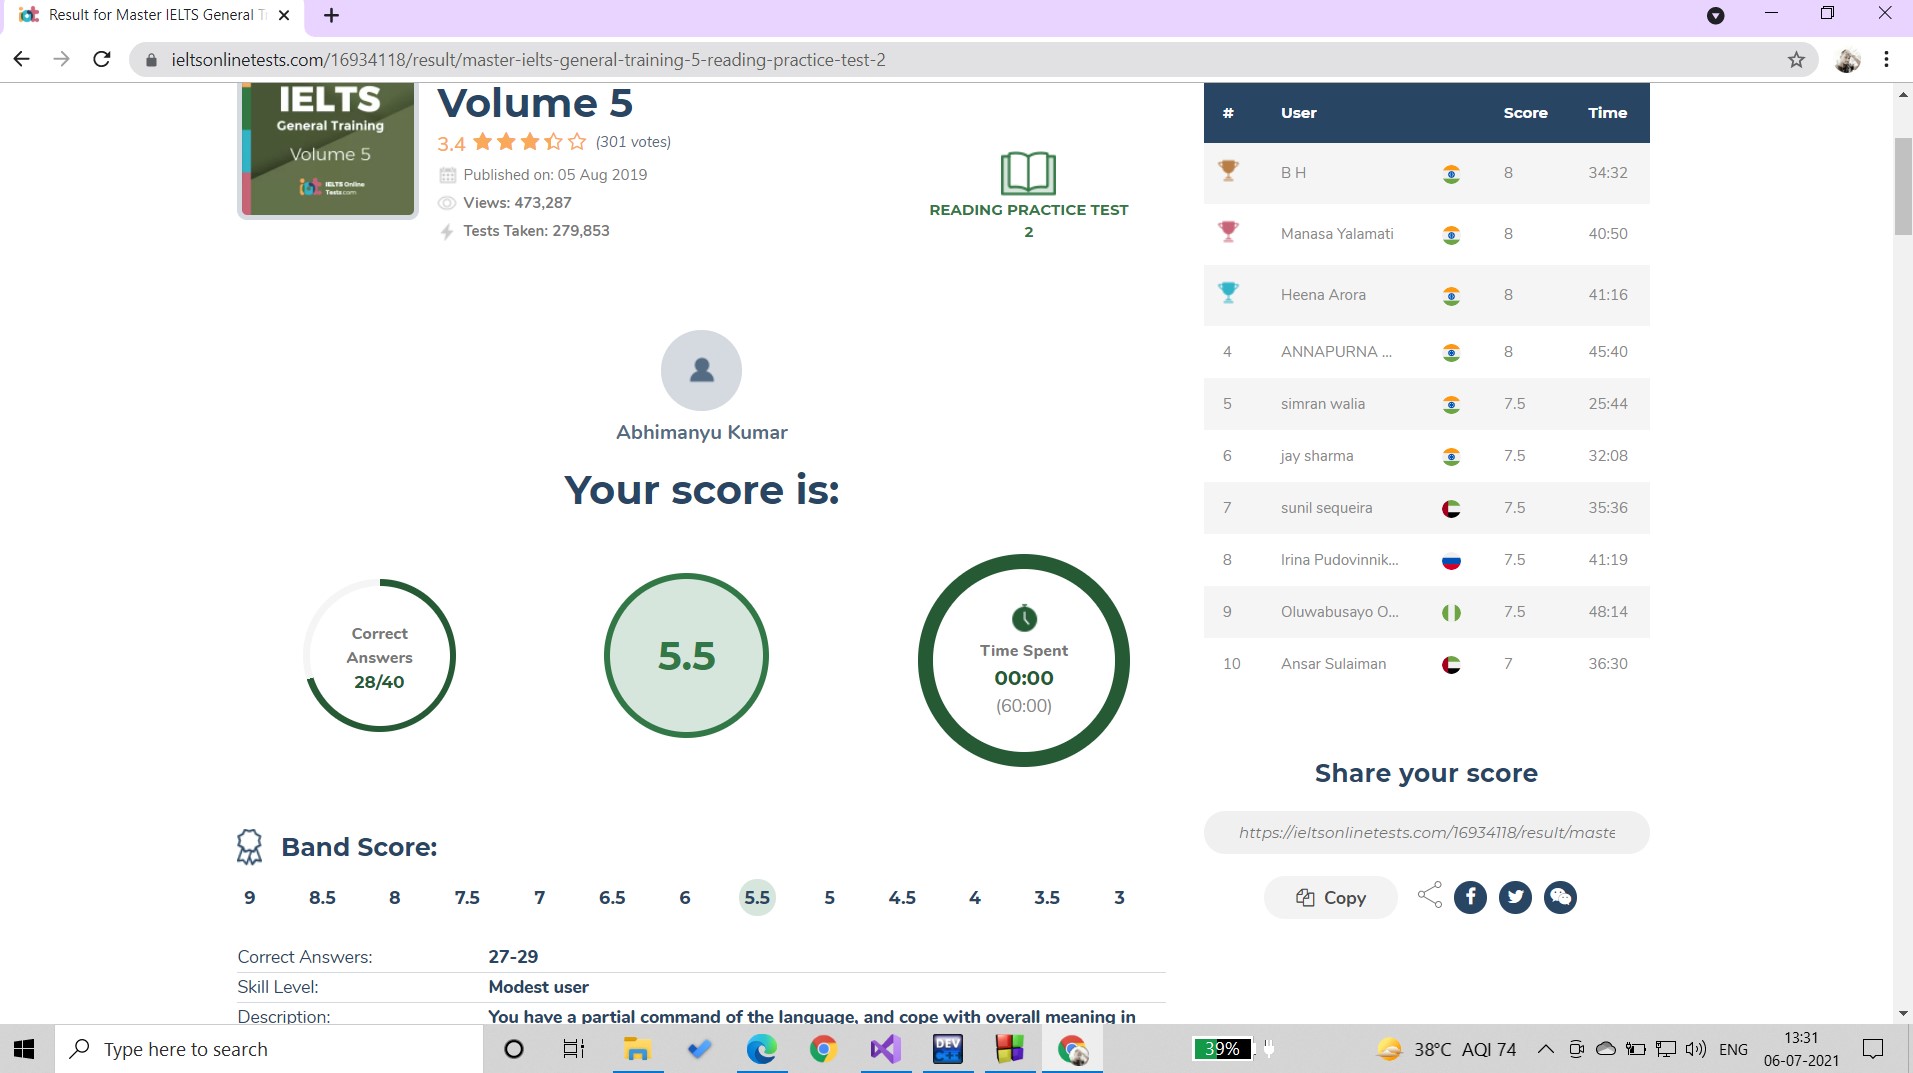 Result for Master IELTS General Tr
ieltsonlinetests.com/16934118/result/master-ielts-general-training-5-reading-practice-test-2
IELTS
General Training
Volume 5
IELTS Online
Tests.com
Volume 5
3.4 (301 votes)
Published on: 05 Aug 2019
Views: 473,287
Tests Taken: 279,853
READING PRACTICE TEST
2
Abhimanyu Kumar
Your score is:
Correct
Answers
28/40
5.5
Time Spent
00:00
(60:00)
Band Score:
9 8.5 8 7.5 7 6.5 6 5.5 5 4.5 4 3.5 3
Correct Answers: 27-29
Skill Level: Modest user
Description: You have a partial command of the language, and cope with overall meaning in
# User Score Time
B H 8 34:32
Manasa Yalamati 8 40:50
Heena Arora 8 41:16
4 ANNAPURNA ... 8 45:40
5 simran walia 7.5 25:44
6 jay sharma 7.5 32:08
7 sunil sequeira 7.5 35:36
8 Irina Pudovinnik... 7.5 41:19
9 Oluwabusayo O... 7.5 48:14
10 Ansar Sulaiman 7 36:30
Share your score
https://ieltsonlinetests.com/16934118/result/maste
Copy
Type here to search
DEV
C++
39%
38°C AQI 74
ENG
13:31
06-07-2021